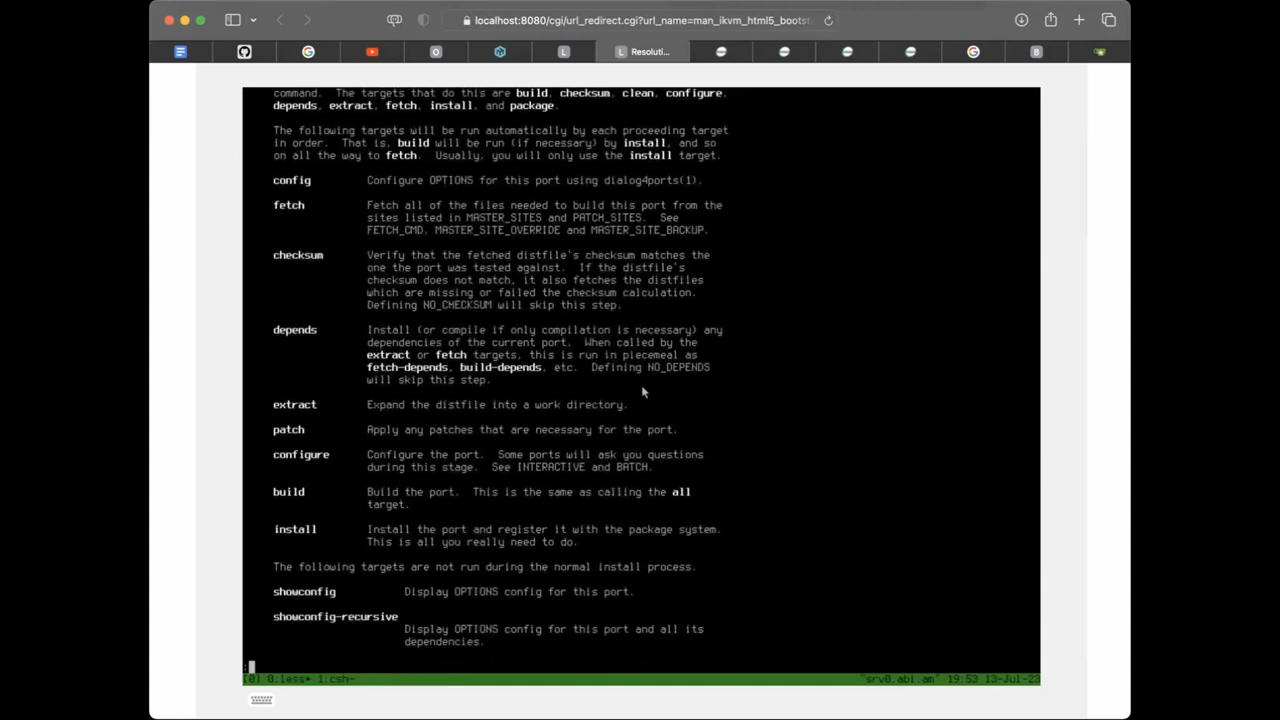 localhost:8080/cgi/url_redirect.cgi?url_name=man_ikvm_html5_bootst
L Resoluti...
command.  The targets that do this are build, checksum, clean, configure,
depends, extract, fetch, install, and package.
The following targets will be run automatically by each proceeding target
in order.  That is, build will be run (if necessary) by install, and so
on all the way to fetch.  Usually, you will only use the install target.
config Configure OPTIONS for this port using dialog4ports(1).
fetch Fetch all of the files needed to build this port from the
sites listed in MASTER_SITES and PATCH_SITES.  See
FETCH_CMD, MASTER_SITE_OVERRIDE and MASTER_SITE_BACKUP.
checksum Verify that the fetched distfile's checksum matches the
one the port was tested against.  If the distfile's
checksum does not match, it also fetches the distfiles
which are missing or failed the checksum calculation.
Defining NO_CHECKSUM will skip this step.
depends Install (or compile if only compilation is necessary) any
dependencies of the current port.  When called by the
extract or fetch targets, this is run in piecemeal as
fetch-depends, build-depends, etc.  Defining NO_DEPENDS
will skip this step.
extract Expand the distfile into a work directory.
patch Apply any patches that are necessary for the port.
configure Configure the port.  Some ports will ask you questions
during this stage.  See INTERACTIVE and BATCH.
build Build the port.  This is the same as calling the all
target.
install Install the port and register it with the package system.
This is all you really need to do.
The following targets are not run during the normal install process.
showconfig Display OPTIONS config for this port.
showconfig-recursive
Display OPTIONS config for this port and all its
dependencies.
:
[0] 0:less* 1:csh- "srv0.abi.am" 19:53 13-Jul-23